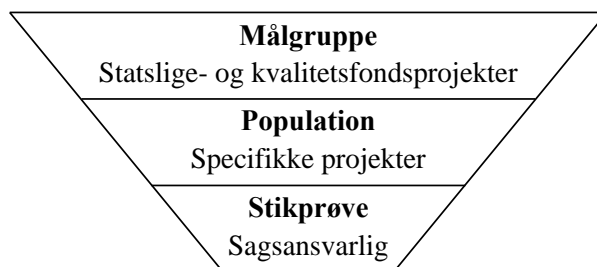 Målgruppe
Statslige- og kvalitetsfondsprojekter
Population
Specifikke projekter
Stikprøve
Sagsansvarlig